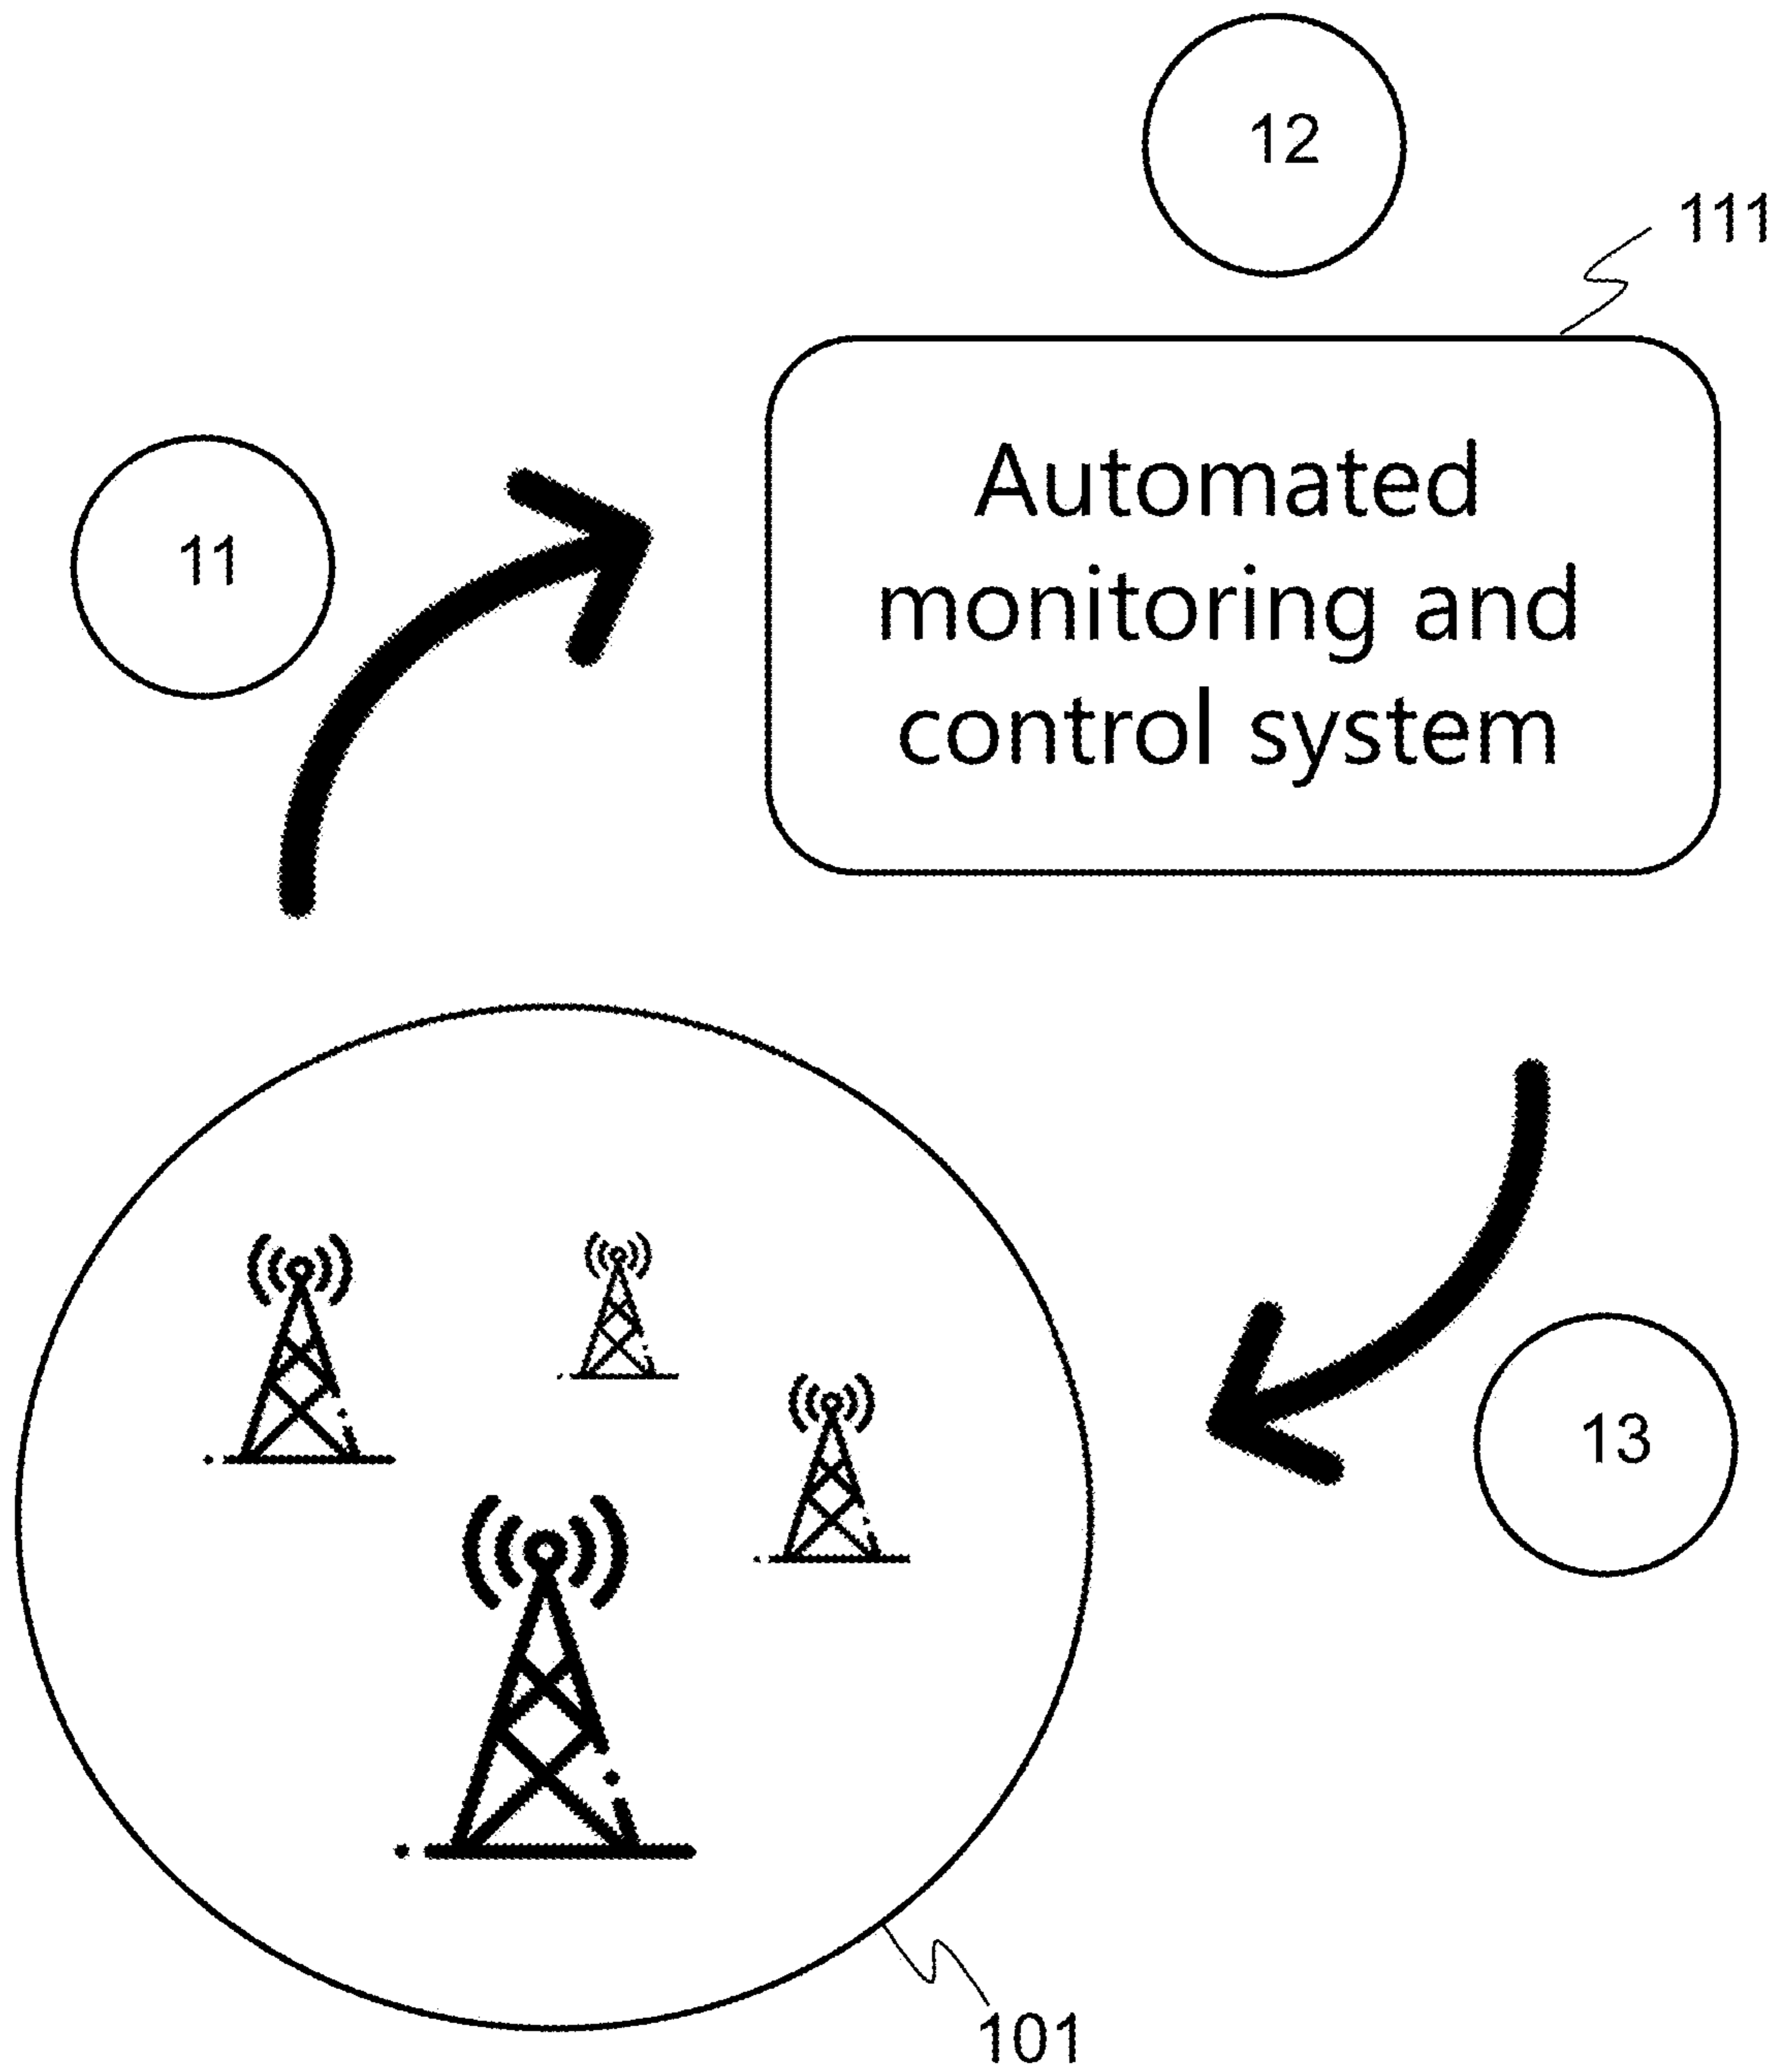 12
111
11
Automated
monitoring and
control system
13
101